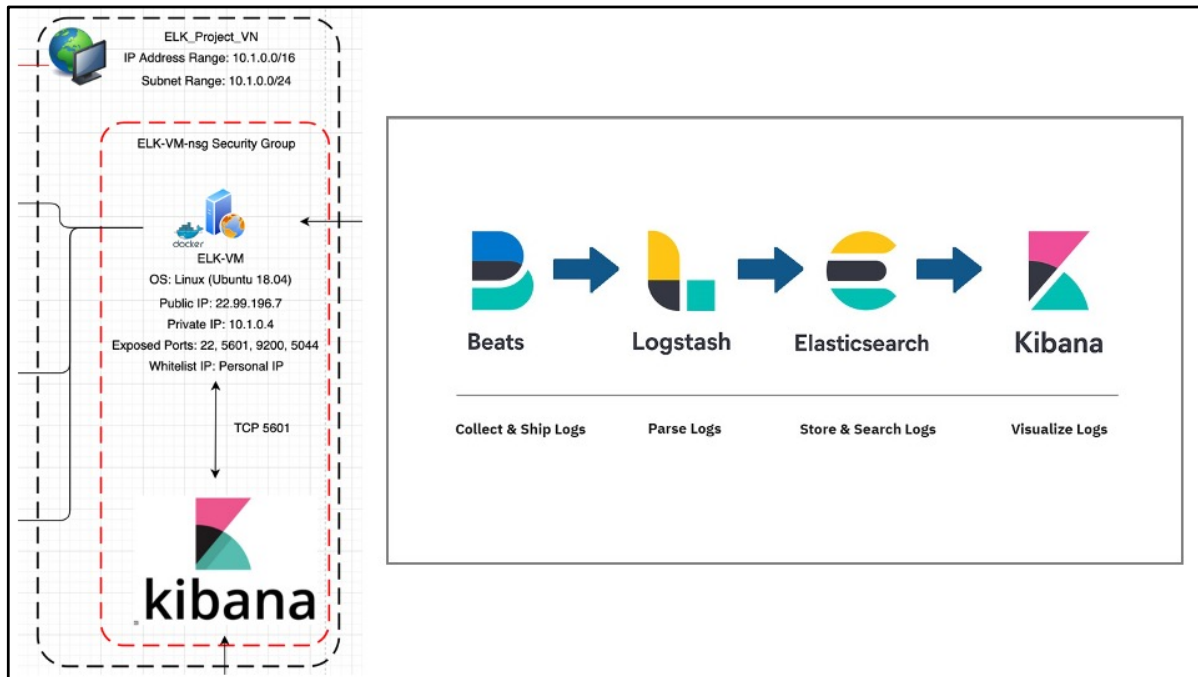 ELK_Project_VN
IP Address Range: 10.1.0.0/16
Subnet Range: 10.1.0.0/24
ELK-VM-nsg Security Group
docker
ELK-VM
OS: Linux (Ubuntu 18.04)
Public IP: 22.99.196.7
Private IP: 10.1.0.4
Exposed Ports: 22, 5601, 9200, 5044
Whitelist IP: Personal IP
TCP 5601
kibana
Beats
Logstash
Elasticsearch
Kibana
Collect & Ship Logs
Parse Logs
Store & Search Logs
Visualize Logs